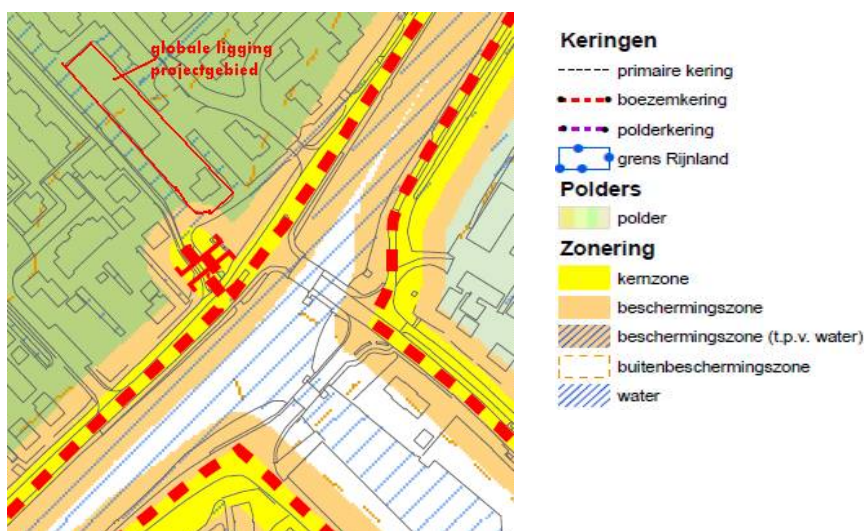 globale ligging
projectgebied
Keringen
primaire kering
boezemkering
polderkering
grens Rijnland
Polders
polder
Zonering
kernzone
beschermingszone
beschermingszone (t.p.v. water)
buitenbeschermingszone
water